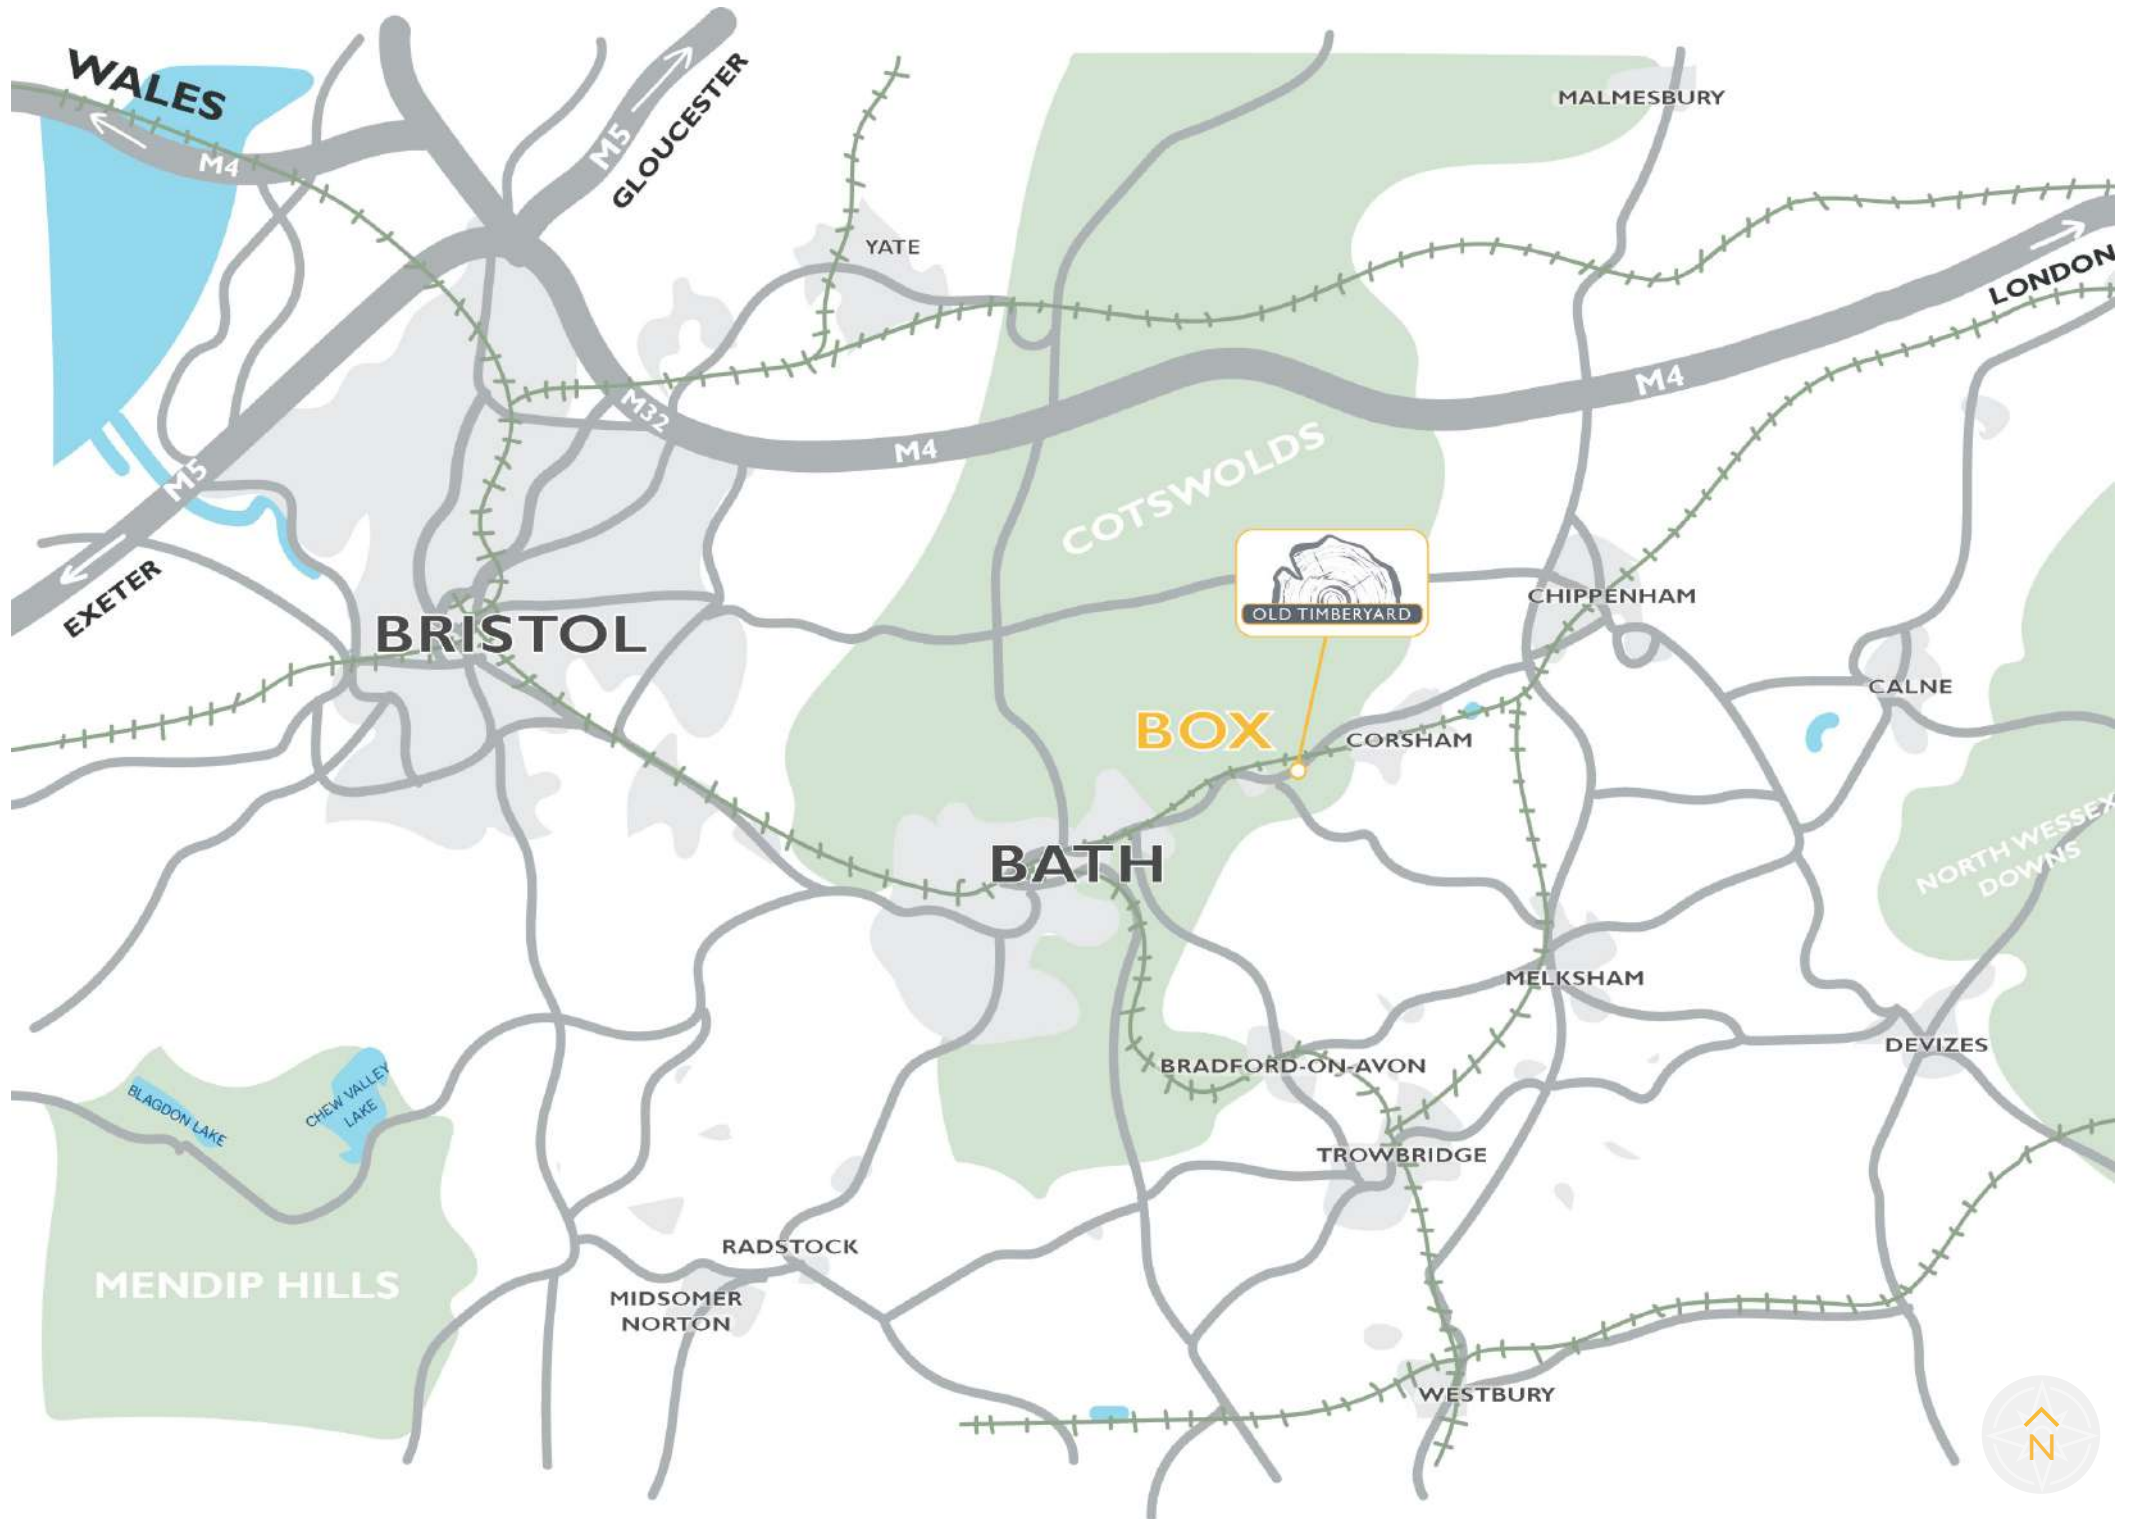 WALES
M4
M5
GLOUCESTER
MALMESBURY
YATE
LONDON
M4
M32
M4
COTSWOLDS
M5
EXETER
OLD TIMBERYARD
CHIPPENHAM
BRISTOL
CALNE
BOX
CORSHAM
BATH
NORTH WESSEX
DOWNS
MELKSHAM
DEVIZES
BRADFORD-ON-AVON
BLAGDON LAKE
CHEW VALLEY
LAKE
TROWBRIDGE
RADSTOCK
MENDIP HILLS
MIDSOMER
NORTON
WESTBURY
N